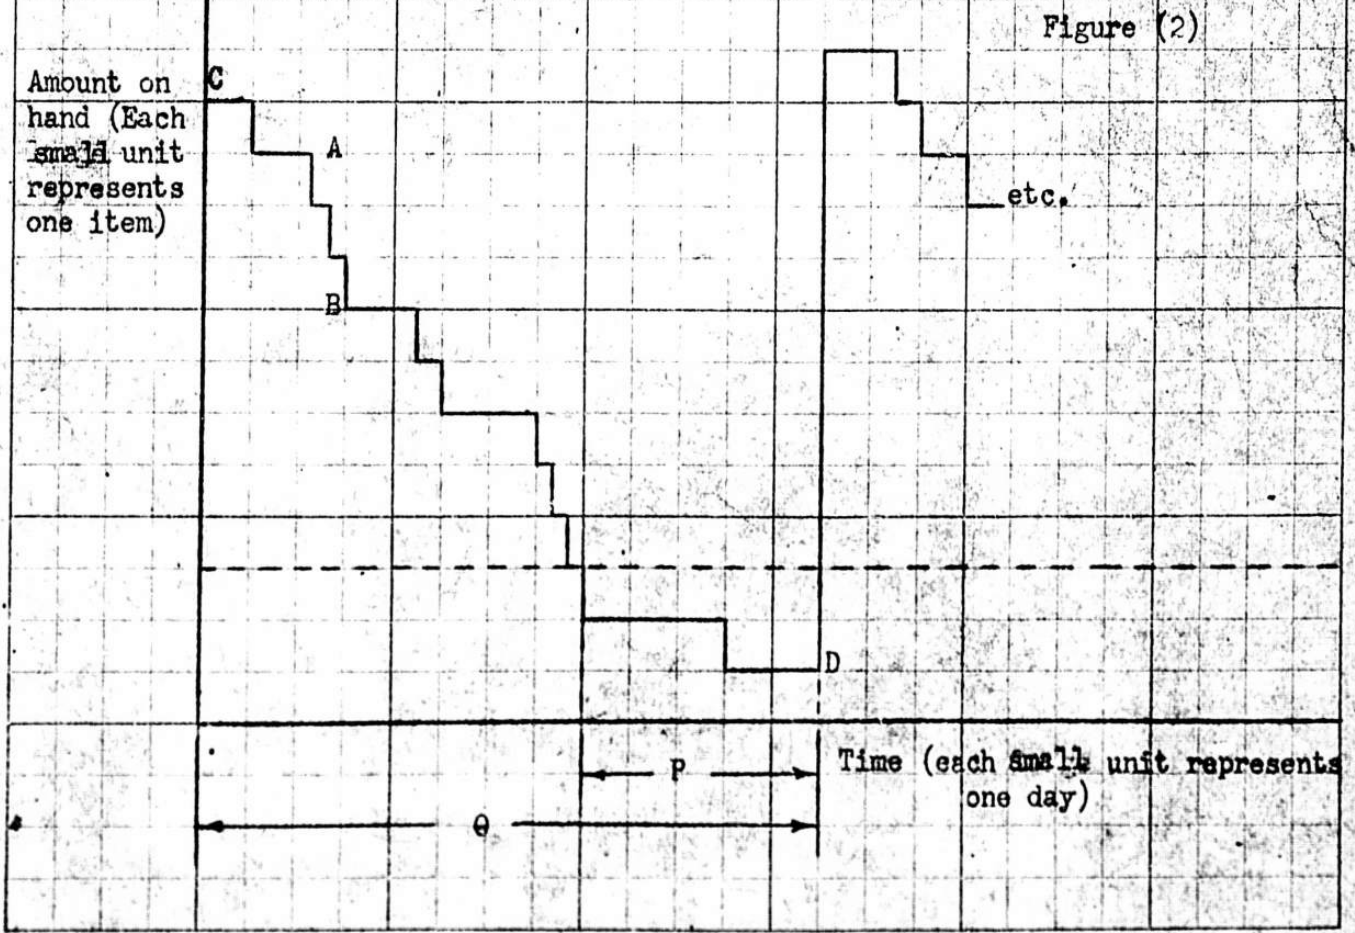 Figure (2)
Amount on
hand (Each
small unit
represents
one item)
C
A
B
etc.
D
P
Time (each small unit represents
one day)
Θ